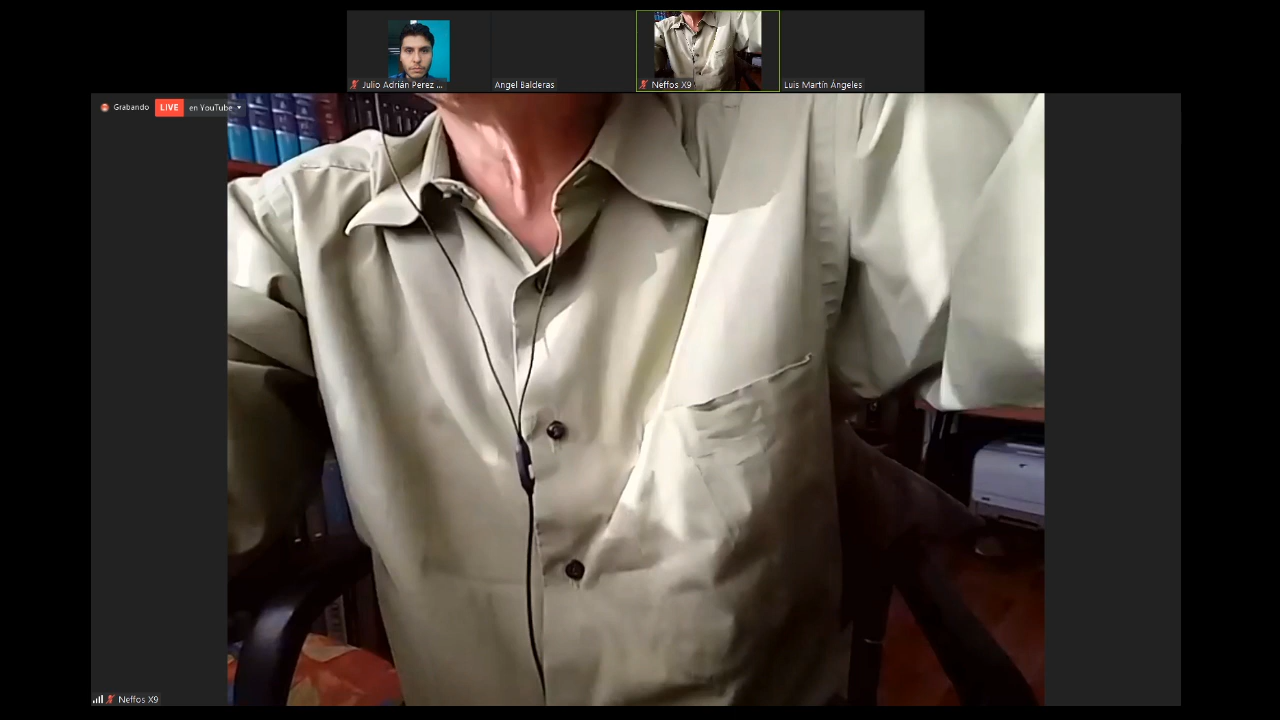 Julio Adrián Perez ...
Angel Balderas
Neffos X9
Luis Martín Ángeles
Grabando
LIVE
en YouTube
Neffos X9